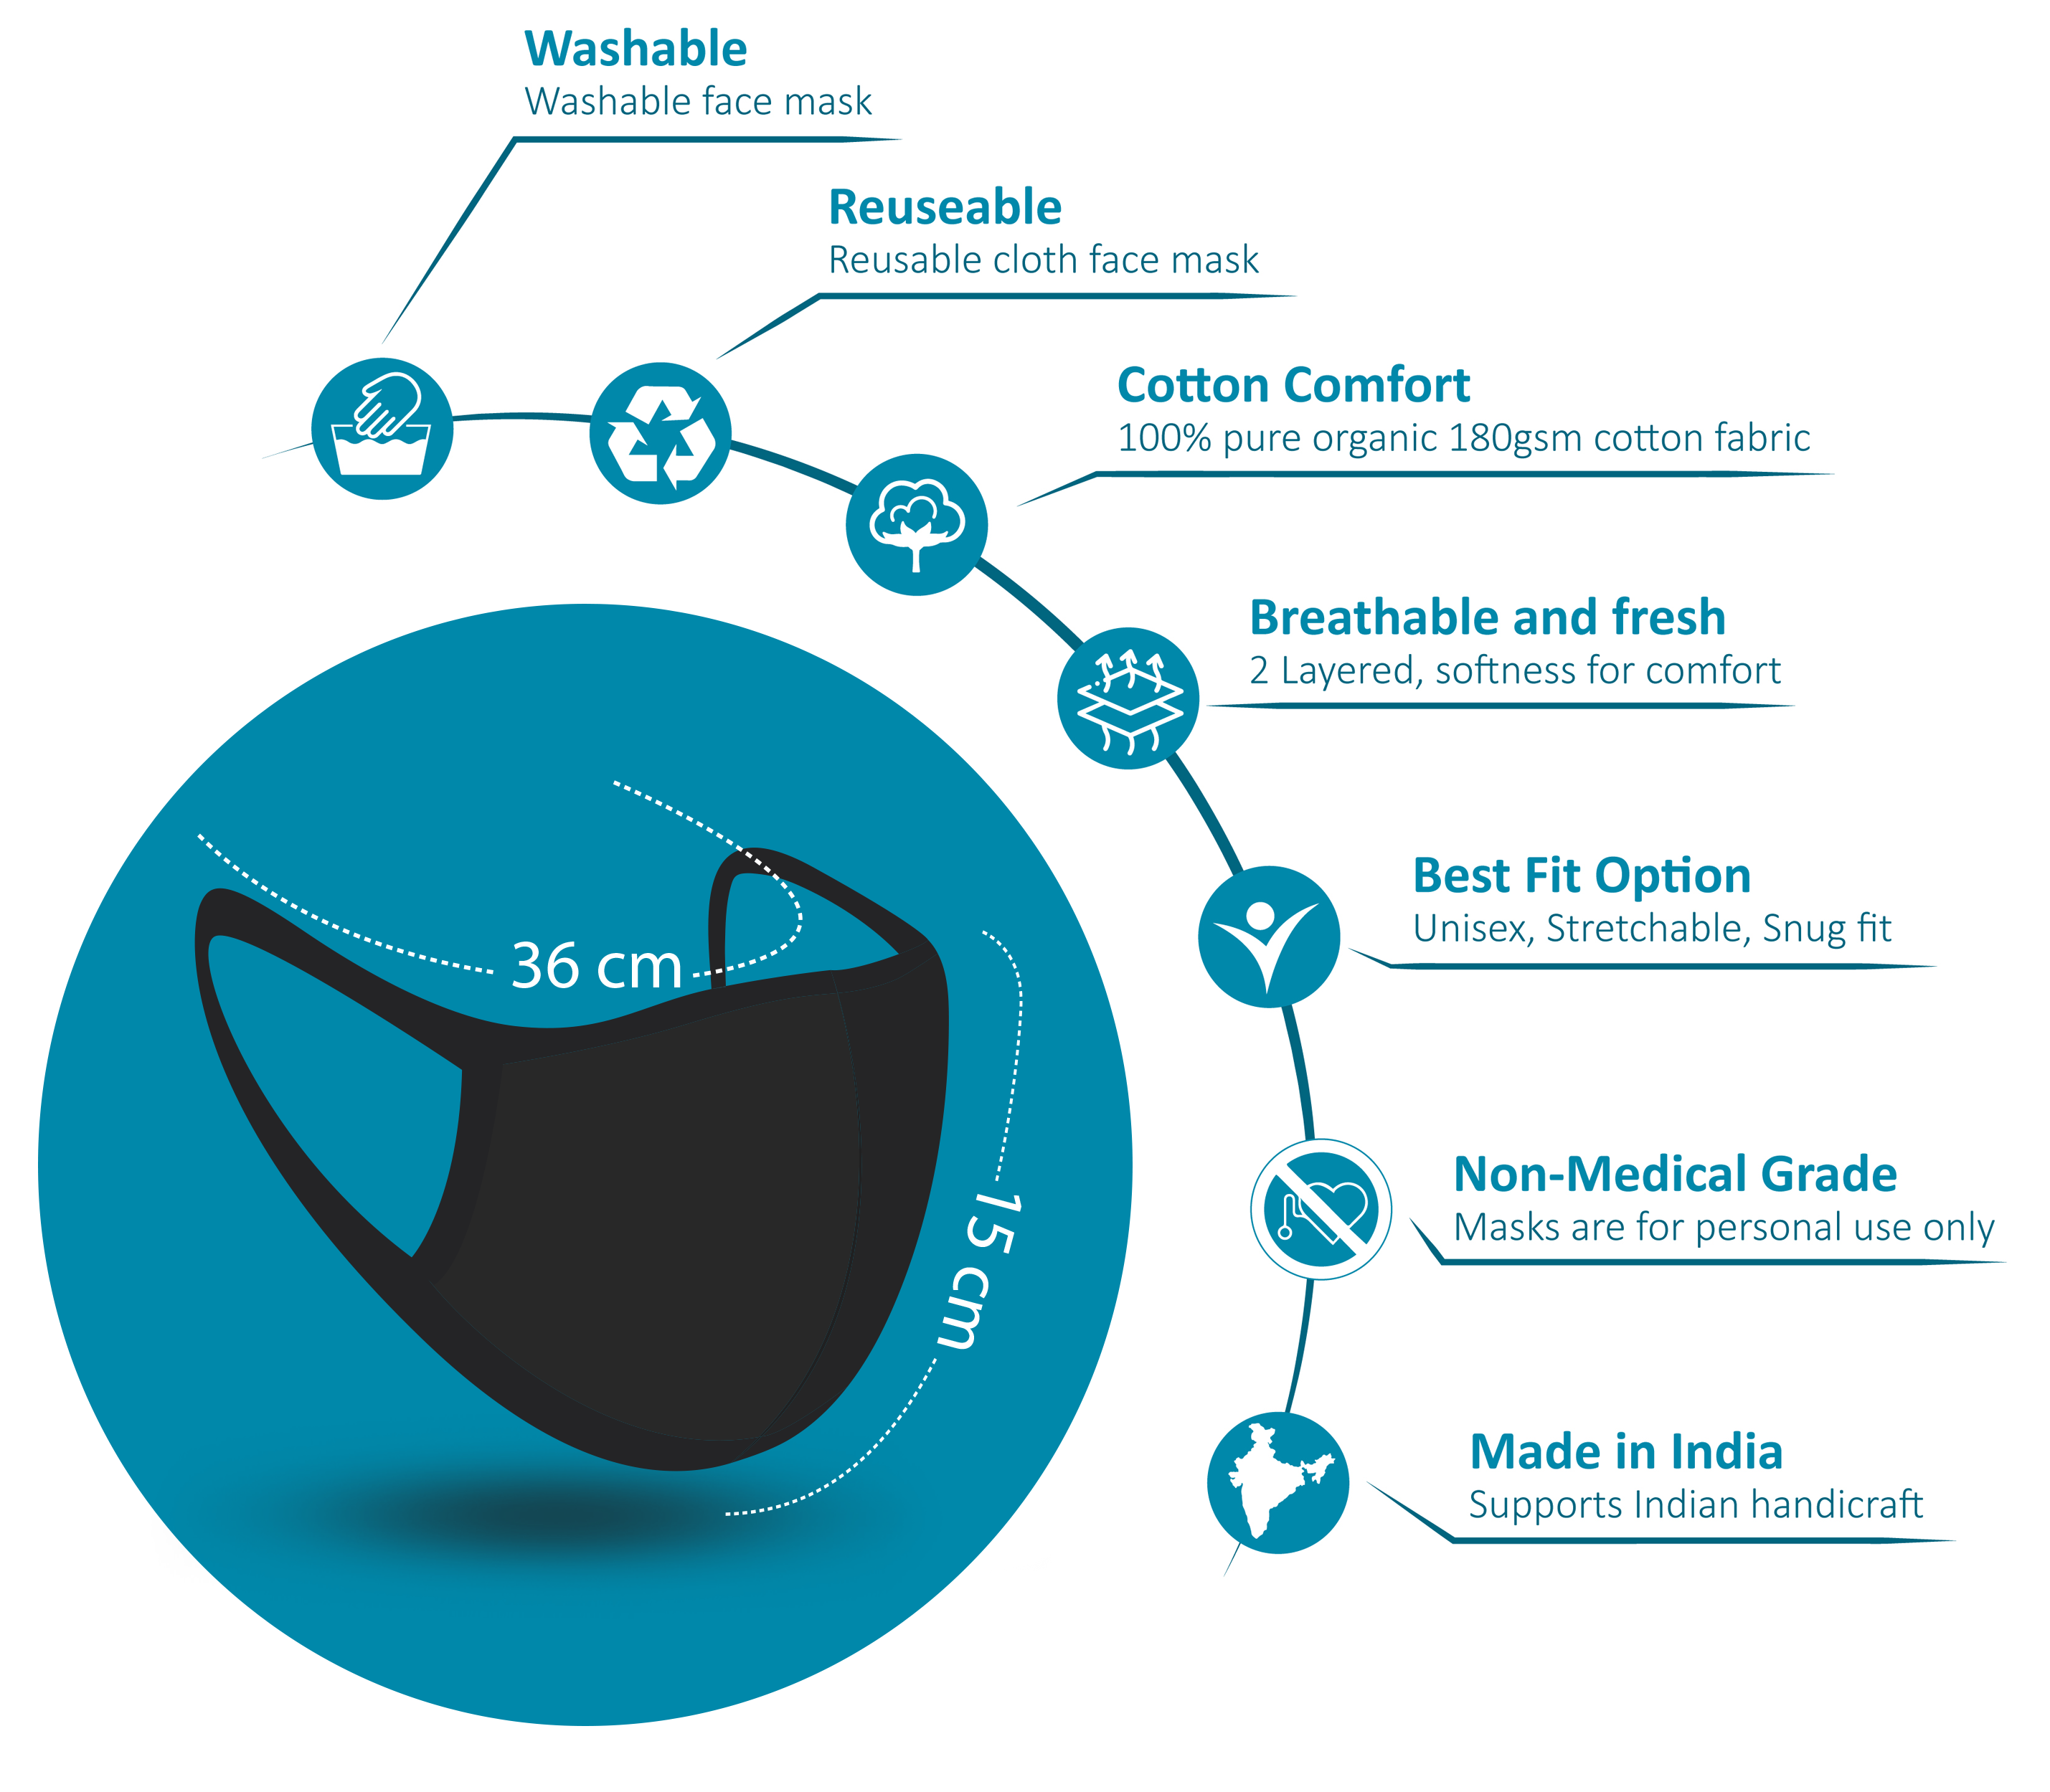 Washable
Washable face mask
Reuseable
Reusable cloth face mask
Cotton Comfort
100% pure organic 180gsm cotton fabric
Breathable and fresh
2 Layered, softness for comfort
Best Fit Option
Unisex, Stretchable, Snug fit
36 cm
15 cm
Non-Medical Grade
Masks are for personal use only
Made in India
Supports Indian handicraft